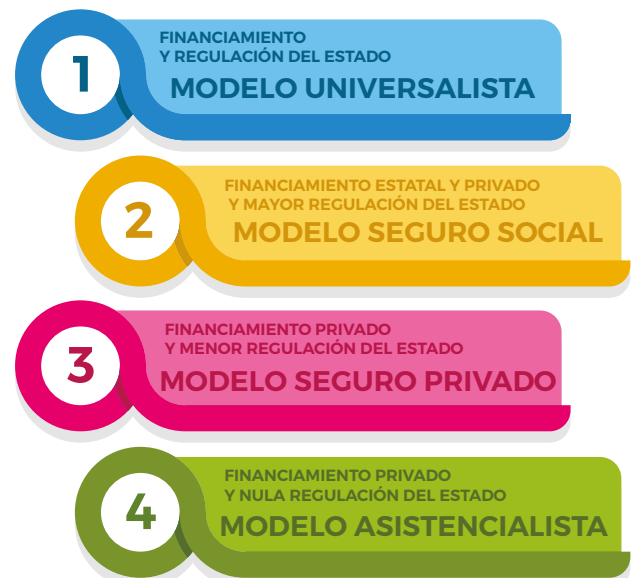 1
FINANCIAMIENTO
Y REGULACIÓN DEL ESTADO
MODELO UNIVERSALISTA
2
FINANCIAMIENTO ESTATAL Y PRIVADO
Y MAYOR REGULACIÓN DEL ESTADO
MODELO SEGURO SOCIAL
3
FINANCIAMIENTO PRIVADO
Y MENOR REGULACIÓN DEL ESTADO
MODELO SEGURO PRIVADO
4
FINANCIAMIENTO PRIVADO
Y NULA REGULACIÓN DEL ESTADO
MODELO ASISTENCIALISTA